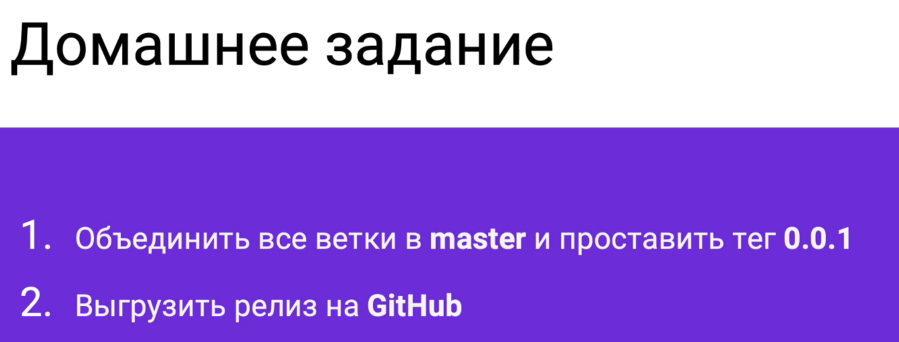 Домашнее задание
1. Объединить все ветки в master и проставить тег 0.0.1
2. Выгрузить релиз на GitHub